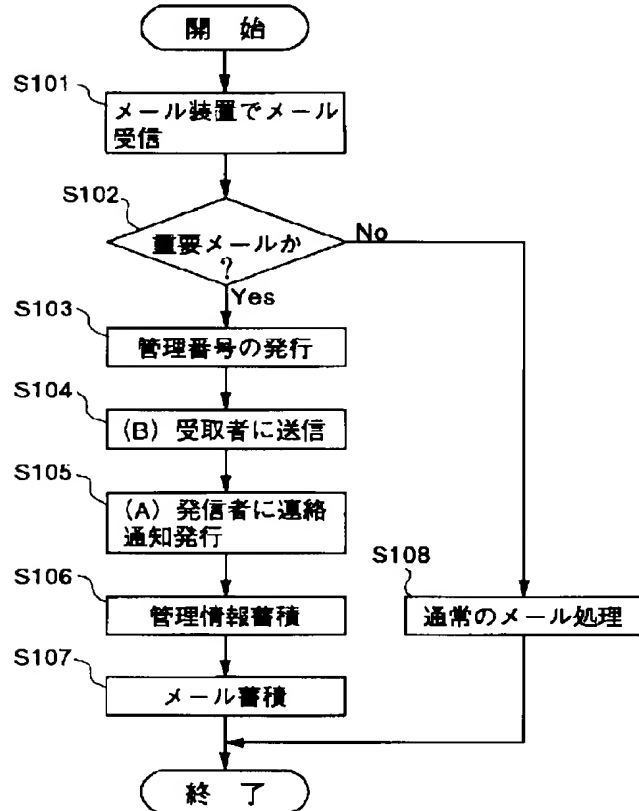 開 始
S101
メール装置でメール
受信
S102
重要メールか
?
No
Yes
S103
管理番号の発行
S104
(B) 受取者に送信
S105
(A) 発信者に連絡
通知発行
S106
管理情報蓄積
S108
通常のメール処理
S107
メール蓄積
終 了